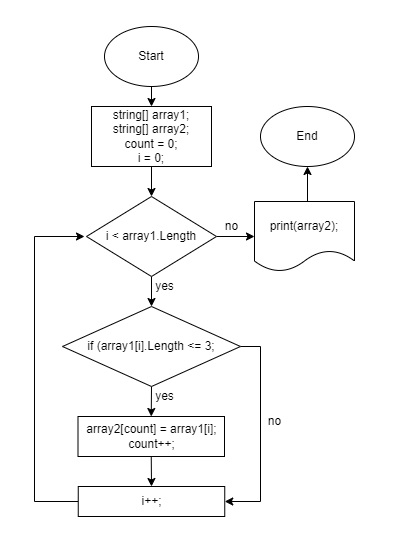 Start
string[] array1;
string[] array2;
count = 0;
i = 0;
End
i < array1.Length
no
print(array2);
yes
if (array1[i].Length <= 3;
yes
no
array2[count] = array1[i];
count++;
i++;